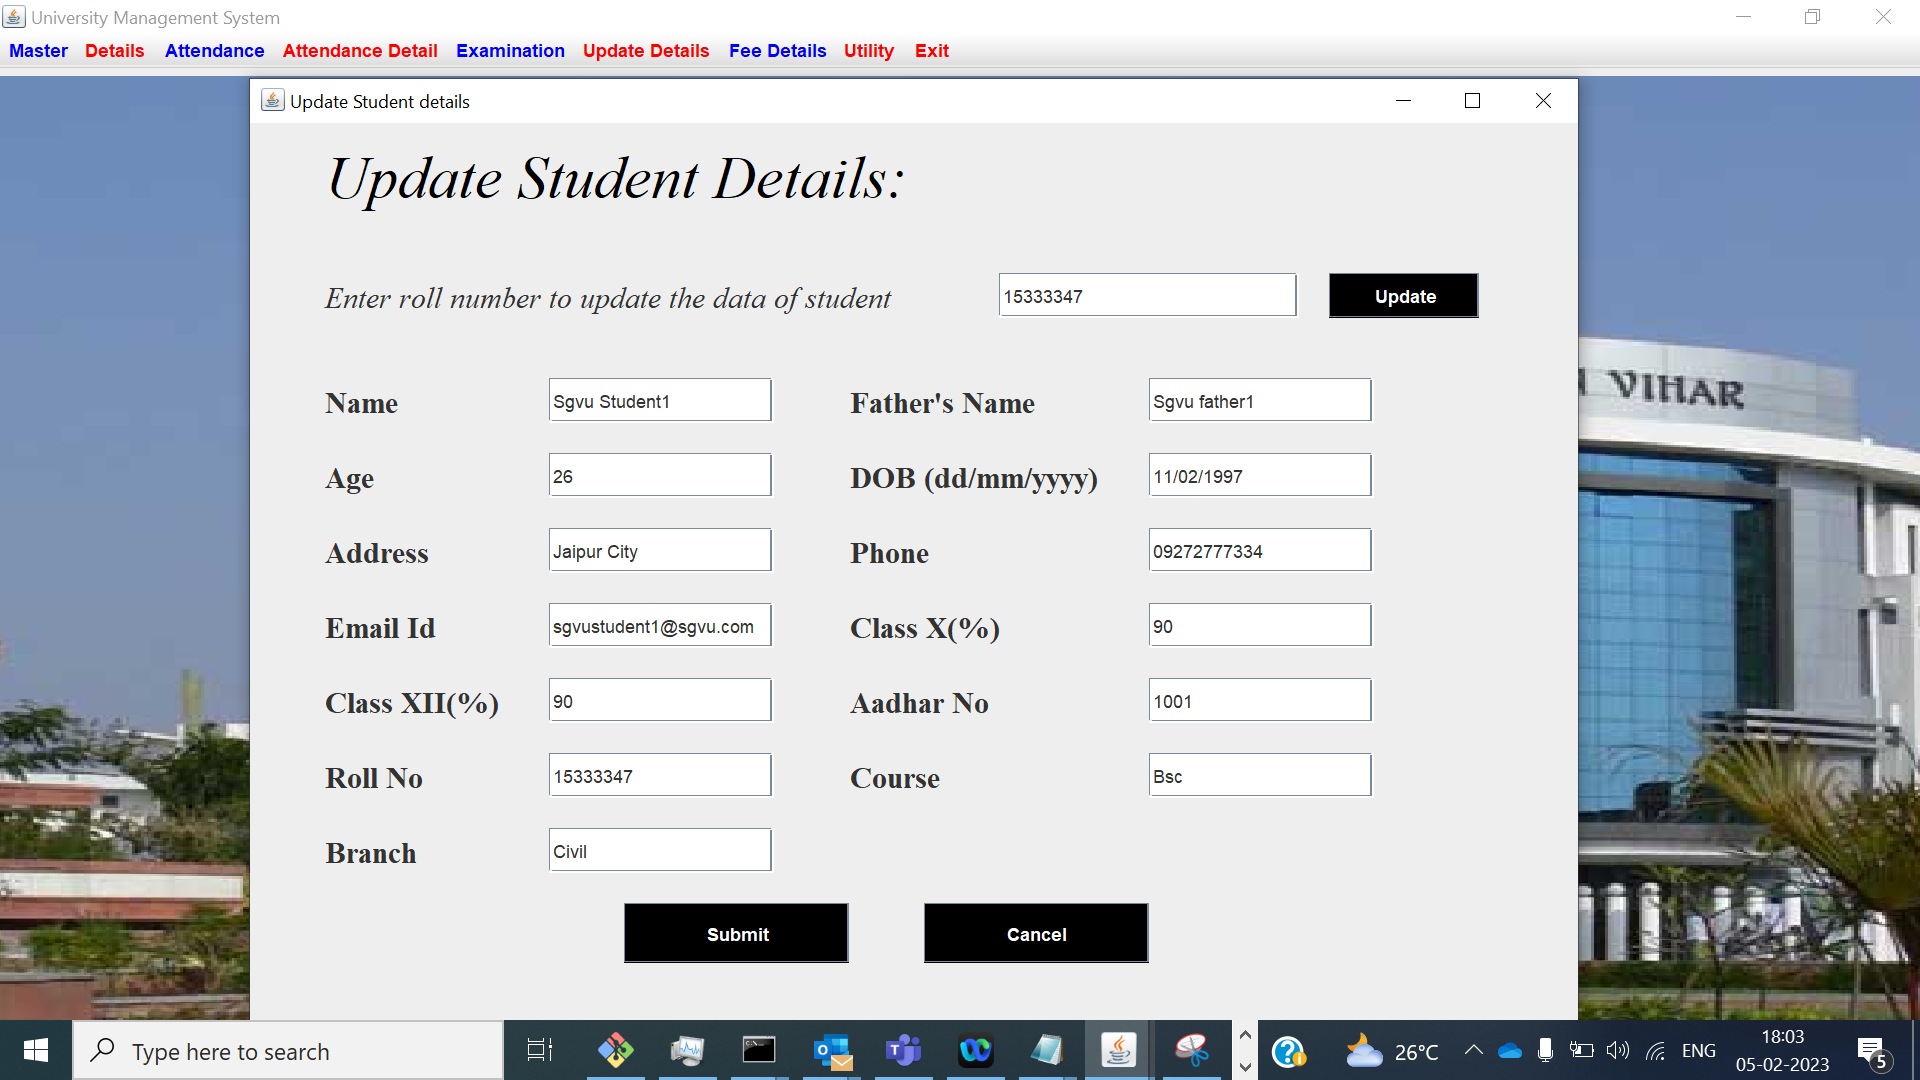 University Management System
Master Details Attendance Attendance Detail Examination Update Details Fee Details Utility Exit
Update Student details
Update Student Details:
Enter roll number to update the data of student 15333347 Update
Name Sgvu Student1 Father's Name Sgvu father1
Age 26 DOB (dd/mm/yyyy) 11/02/1997
Address Jaipur City Phone 09272777334
Email Id sgvustudent1@sgvu.com Class X(%) 90
Class XII(%) 90 Aadhar No 1001
Roll No 15333347 Course Bsc
Branch Civil
Submit Cancel
VIHAR
Type here to search
26°C
ENG
18:03
05-02-2023
5